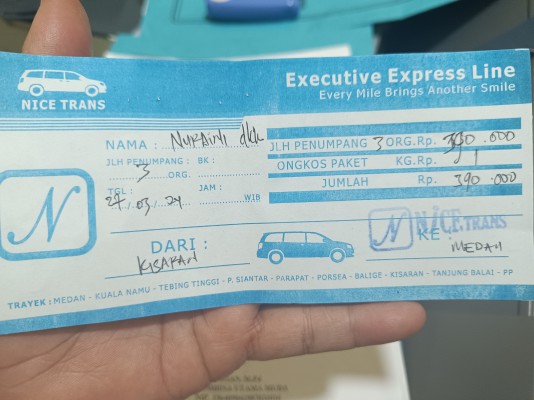 NICE TRANS
Executive Express Line
Every Mile Brings Another Smile
NAMA : NURAINI dkk
JLH PENUMPANG : 3 ORG.
BK :
TGL : 27/03/24
JAM : WIB
JLH PENUMPANG 3 ORG.Rp. 390.000
ONGKOS PAKET KG.Rp.
JUMLAH Rp. 390.000
N
DARI : KISARAN
N NICE TRANS
KE : MEDAN
TRAYEK : MEDAN - KUALA NAMU - TEBING TINGGI - P. SIANTAR - PARAPAT - PORSEA - BALIGE - KISARAN - TANJUNG BALAI - PP